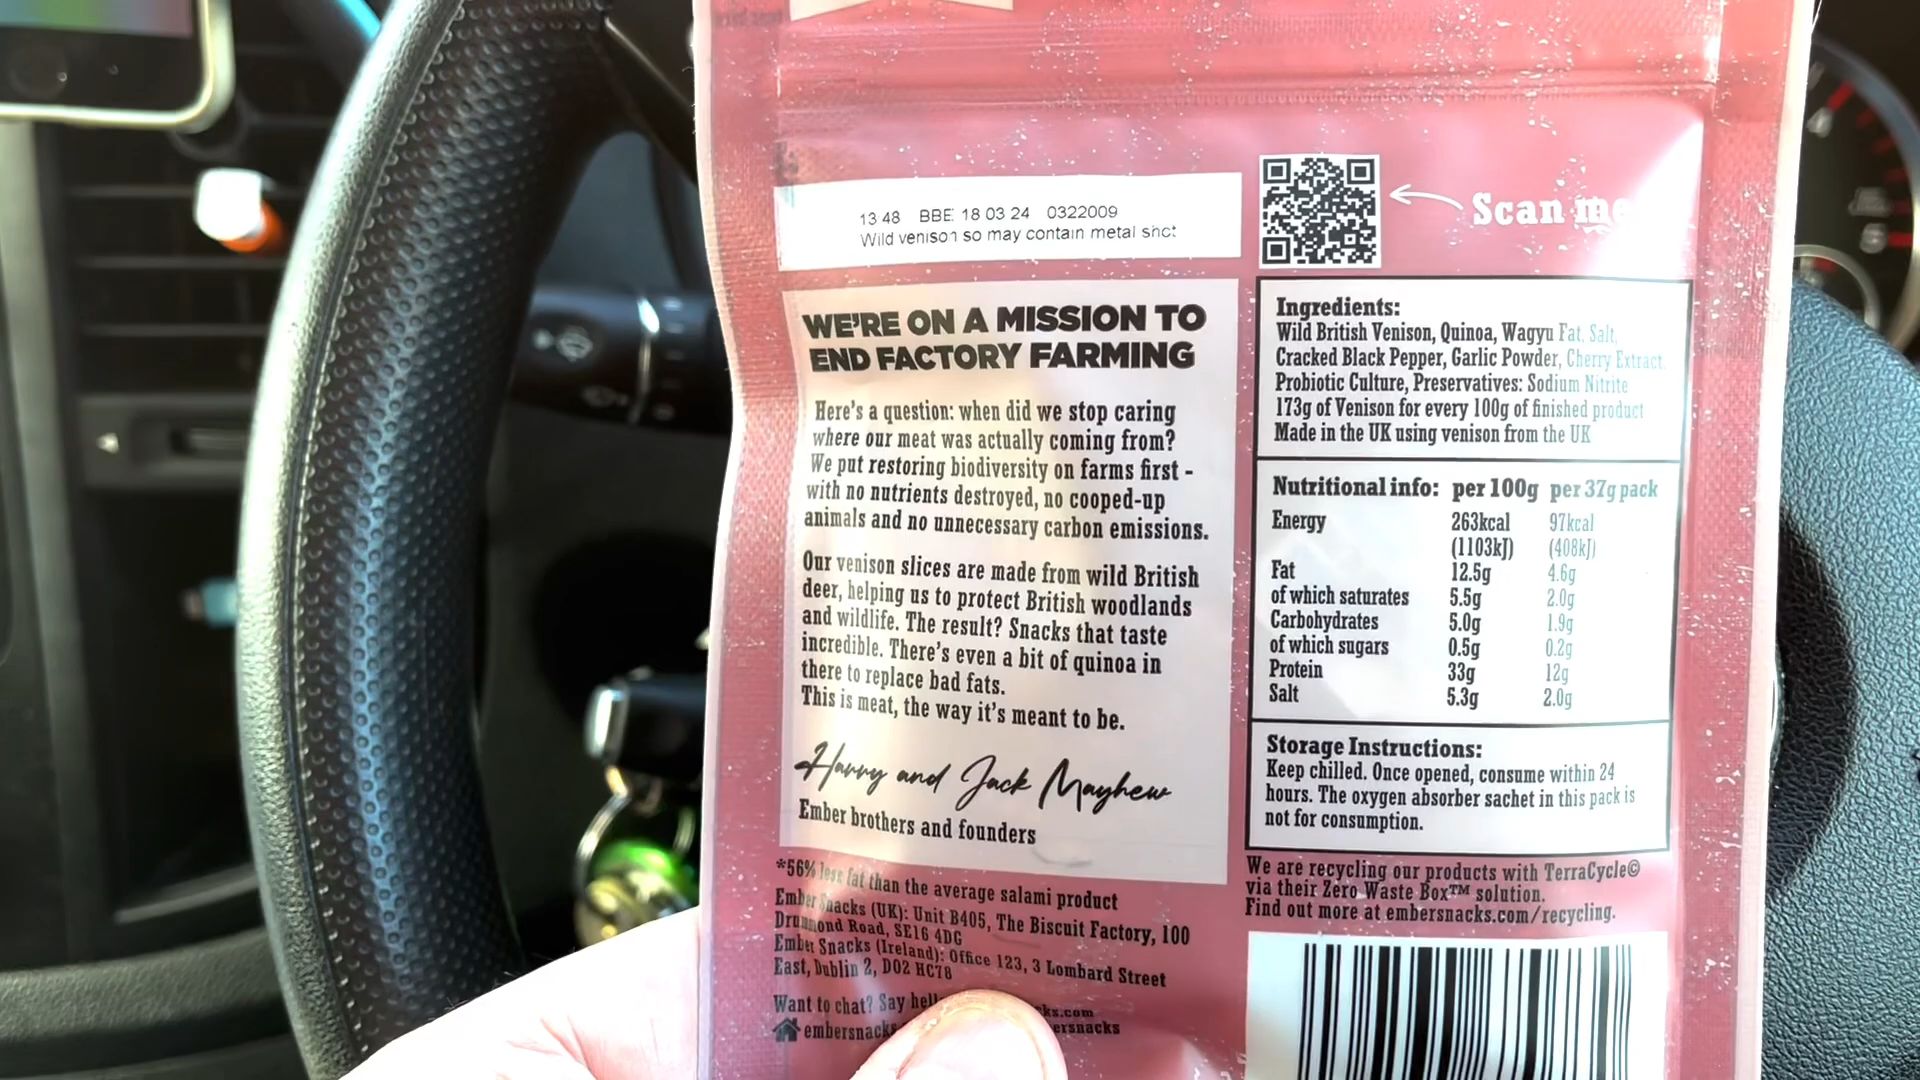 13 48 BBE 18 03 24 0322009
Wild venison so may contain metal shot
Scan me
WE'RE ON A MISSION TO
END FACTORY FARMING
Here's a question: when did we stop caring
where our meat was actually coming from?
We put restoring biodiversity on farms first -
with no nutrients destroyed, no cooped-up
animals and no unnecessary carbon emissions.
Our venison slices are made from wild British
deer, helping us to protect British woodlands
and wildlife. The result? Snacks that taste
incredible. There's even a bit of quinoa in
there to replace bad fats.
This is meat, the way it's meant to be.
Harry and Jack Mayhew
Ember brothers and founders
*56% less fat than the average salami product
Ember Snacks (UK): Unit B405, The Biscuit Factory, 100
Drummond Road, SE16 4DG
Ember Snacks (Ireland): Office 123, 3 Lombard Street
East, Dublin 2, D02 HC78
Want to chat? Say hell
ks.com
embersnacks
ersnacks
Ingredients:
Wild British Venison, Quinoa, Wagyu Fat, Salt,
Cracked Black Pepper, Garlic Powder, Cherry Extract,
Probiotic Culture, Preservatives: Sodium Nitrite
173g of Venison for every 100g of finished product
Made in the UK using venison from the UK
Nutritional info: per 100g per 37g pack
Energy 263kcal 97kcal
(1103kJ) (408kJ)
Fat 12.5g 4.6g
of which saturates 5.5g 2.0g
Carbohydrates 5.0g 1.9g
of which sugars 0.5g 0.2g
Protein 33g 12g
Salt 5.3g 2.0g
Storage Instructions:
Keep chilled. Once opened, consume within 24
hours. The oxygen absorber sachet in this pack is
not for consumption.
We are recycling our products with TerraCycle©
via their Zero Waste Box™ solution.
Find out more at embersnacks.com/recycling.
4
5